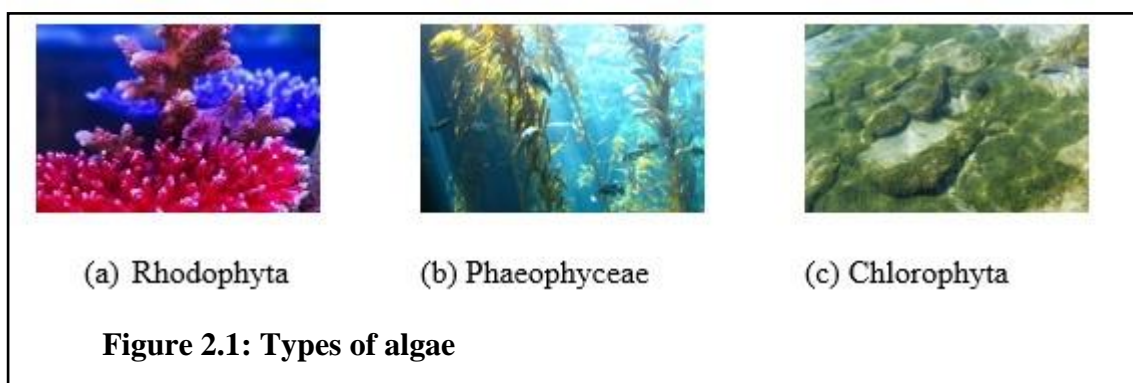 (a) Rhodophyta (b) Phaeophyceae (c) Chlorophyta
Figure 2.1: Types of algae